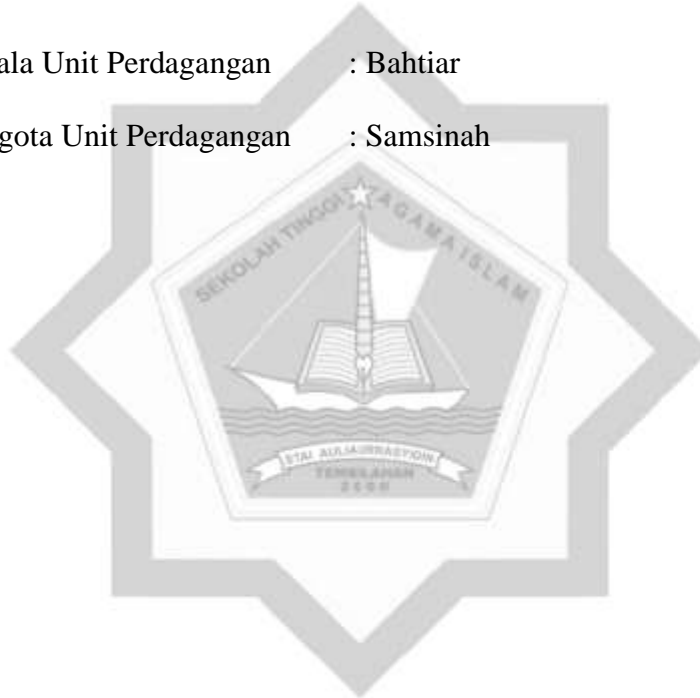 ala Unit Perdagangan : Bahtiar
gota Unit Perdagangan : Samsinah
SEKOLAH TINGGI AGAMA ISLAM
STAI AULIAURRASYIDIN
TEMBILAHAN